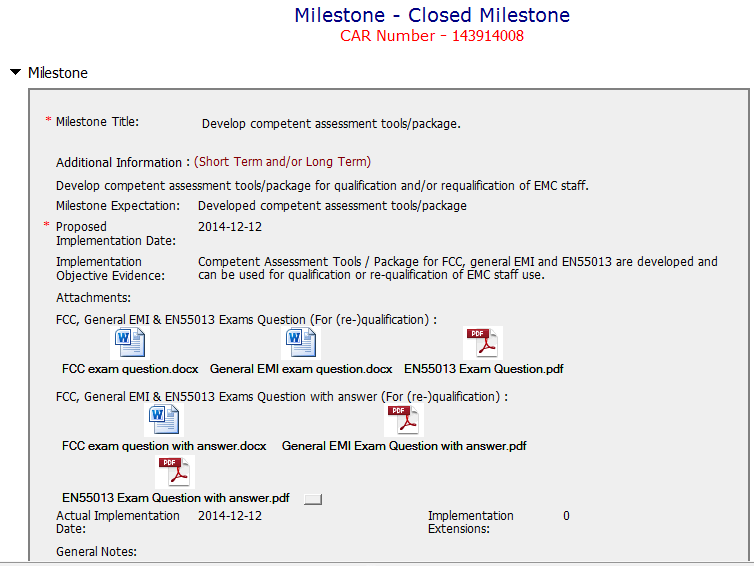 Milestone - Closed Milestone
CAR Number - 143914008
Milestone
* Milestone Title: Develop competent assessment tools/package.
Additional Information : (Short Term and/or Long Term)
Develop competent assessment tools/package for qualification and/or requalification of EMC staff.
Milestone Expectation: Developed competent assessment tools/package
* Proposed Implementation Date: 2014-12-12
Implementation Objective Evidence: Competent Assessment Tools / Package for FCC, general EMI and EN55013 are developed and
can be used for qualification or re-qualification of EMC staff use.
Attachments:
FCC, General EMI & EN55013 Exams Question (For (re-)qualification) :
W W PDF
FCC exam question.docx General EMI exam question.docx EN55013 Exam Question.pdf
FCC, General EMI & EN55013 Exams Question with answer (For (re-)qualification) :
W PDF
FCC exam question with answer.docx General EMI Exam Question with answer.pdf
PDF
EN55013 Exam Question with answer.pdf
Actual Implementation Date: 2014-12-12 Implementation Extensions: 0
General Notes: